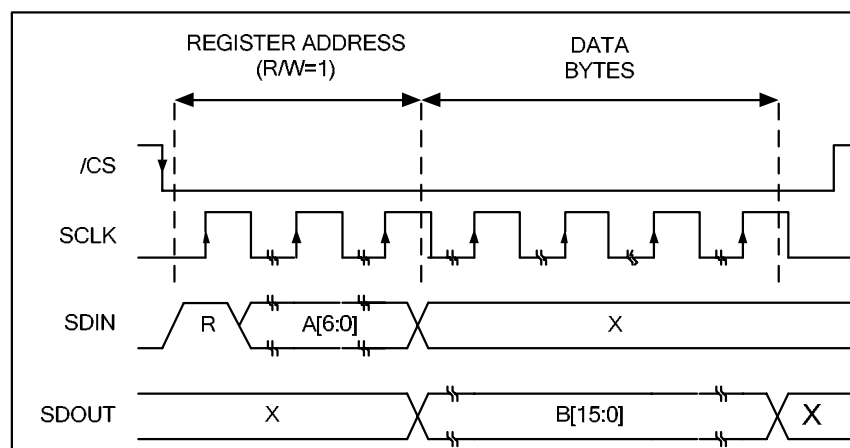 REGISTER ADDRESS
(R/W=1)
DATA
BYTES
/CS
SCLK
SDIN
R
A[6:0]
X
SDOUT
X
B[15:0]
X